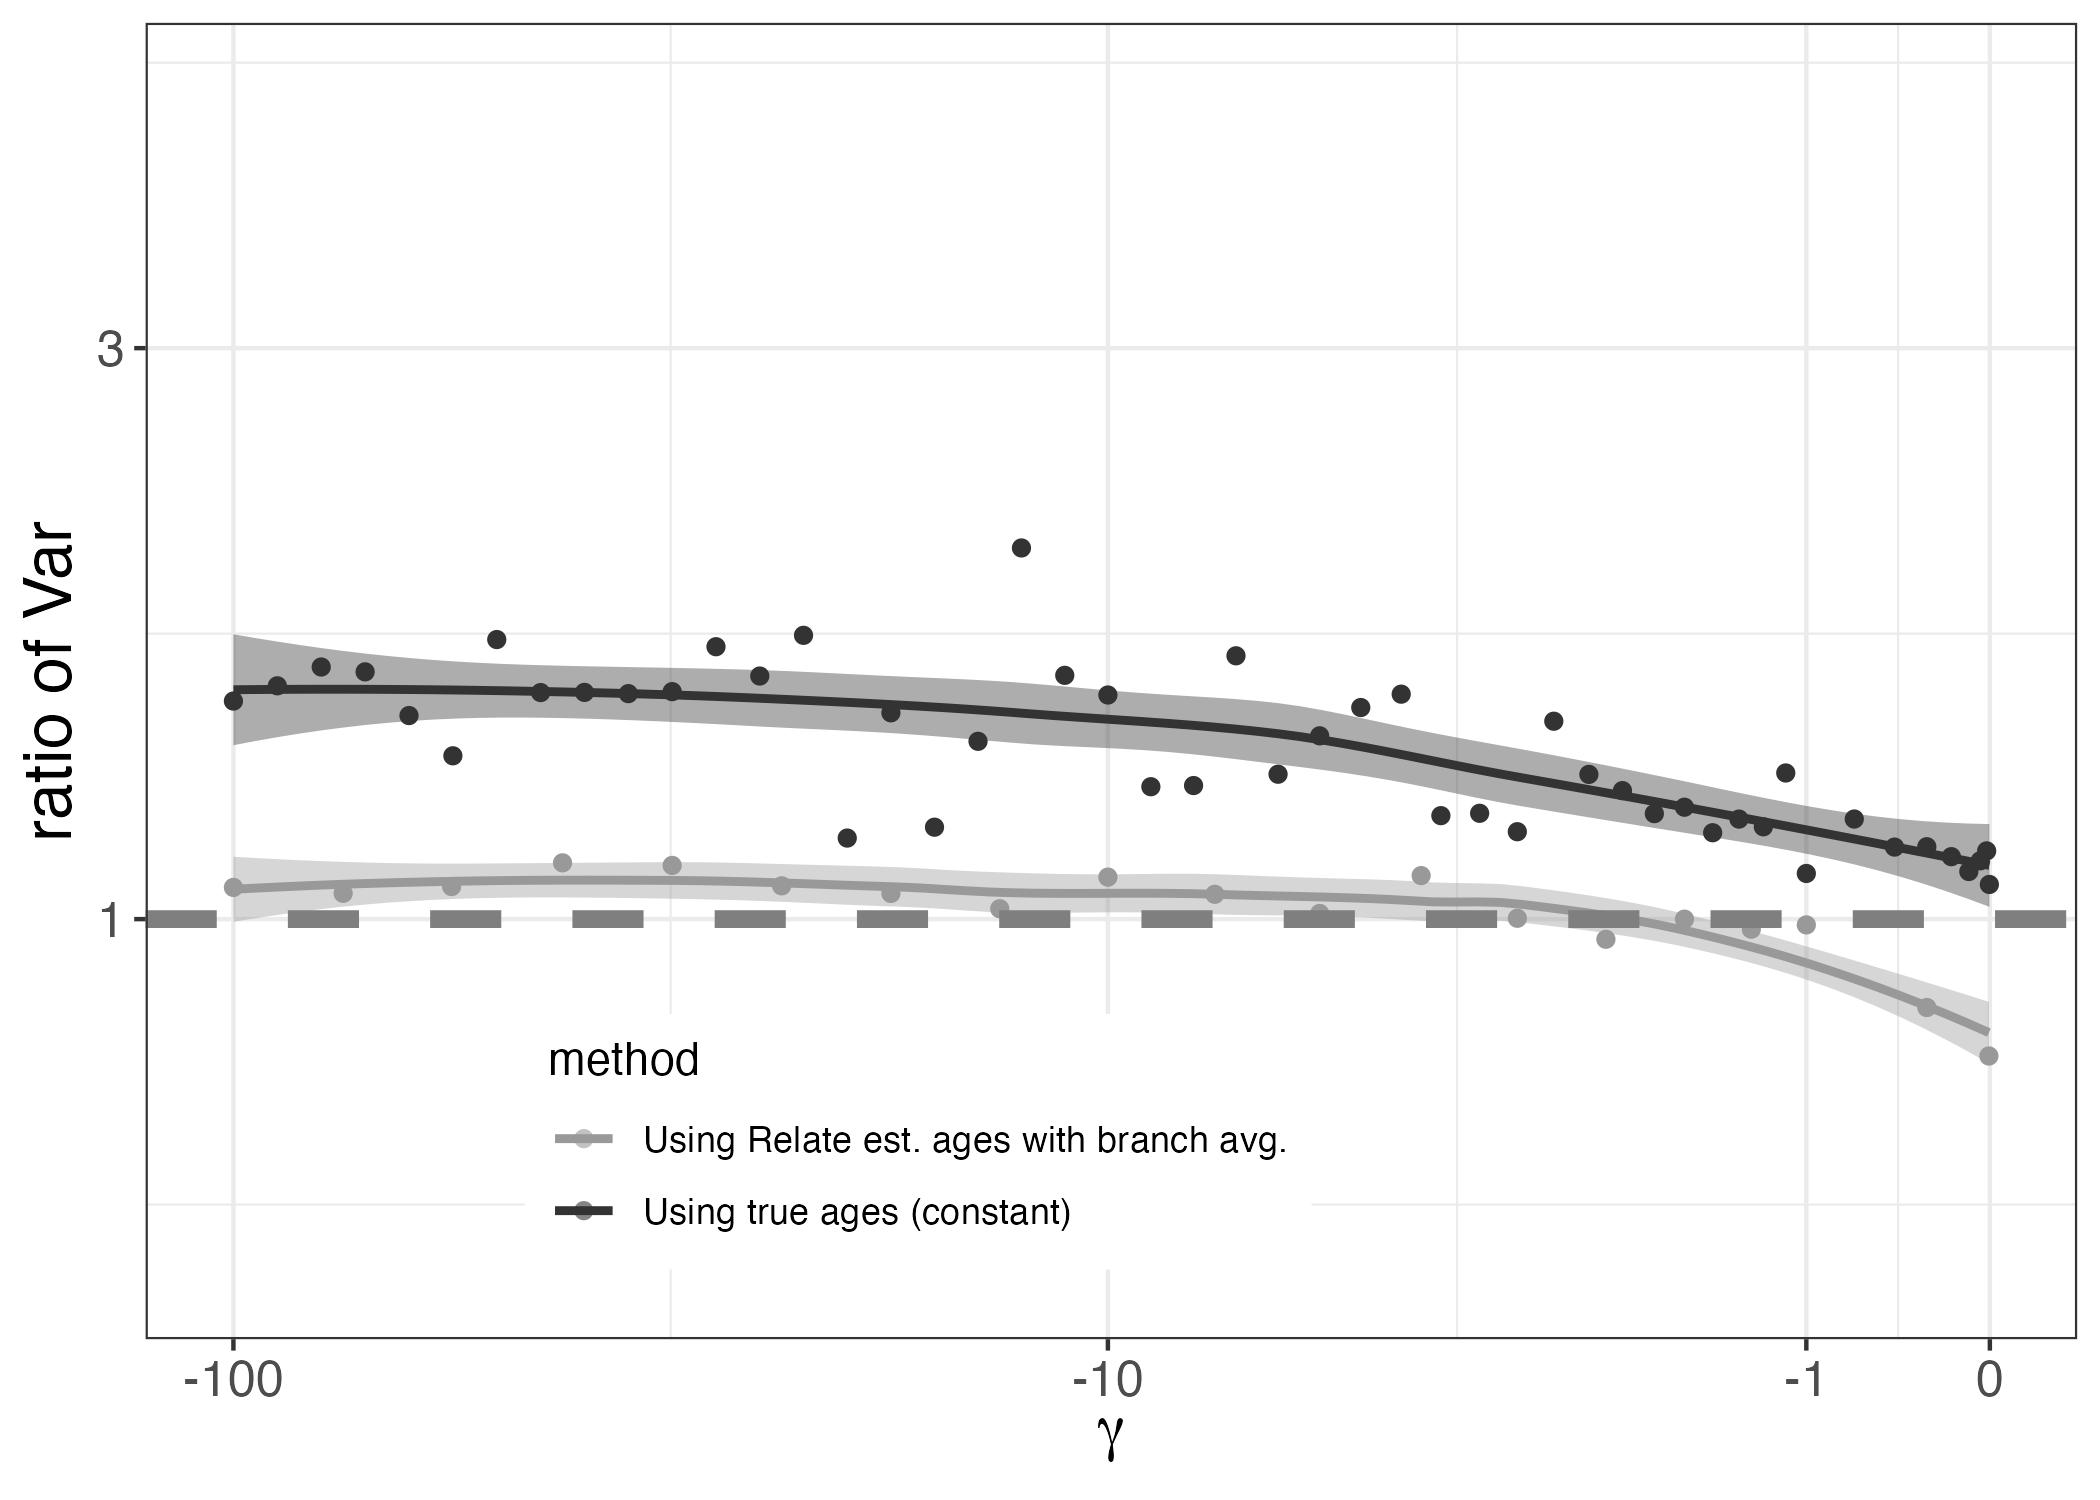 ratio of Var
3
1
method
Using Relate est. ages with branch avg.
Using true ages (constant)
-100
-10
-1
0
γ